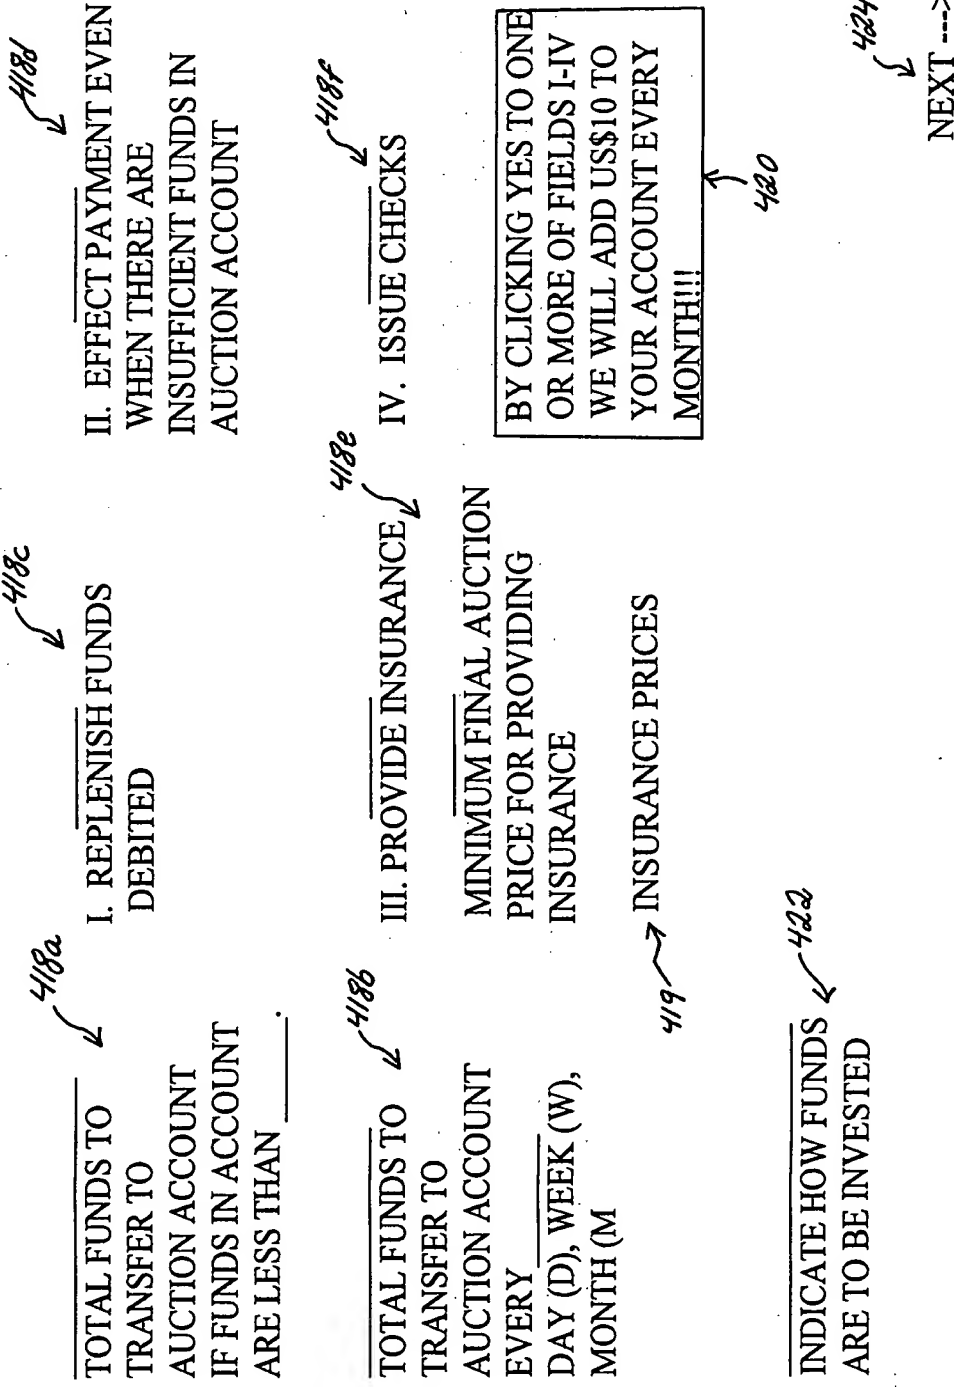 418a
TOTAL FUNDS TO
TRANSFER TO
AUCTION ACCOUNT
IF FUNDS IN ACCOUNT
ARE LESS THAN ______.
418c
I. REPLENISH FUNDS
DEBITED
418d
II. EFFECT PAYMENT EVEN
WHEN THERE ARE
INSUFFICIENT FUNDS IN
AUCTION ACCOUNT
418b
TOTAL FUNDS TO
TRANSFER TO
AUCTION ACCOUNT
EVERY ______
DAY (D), WEEK (W),
MONTH (M
418e
III. PROVIDE INSURANCE
MINIMUM FINAL AUCTION
PRICE FOR PROVIDING
INSURANCE
419
INSURANCE PRICES
418f
IV. ISSUE CHECKS
BY CLICKING YES TO ONE
OR MORE OF FIELDS I-IV
WE WILL ADD US$10 TO
YOUR ACCOUNT EVERY
MONTH!!!
420
422
INDICATE HOW FUNDS
ARE TO BE INVESTED
424
NEXT --->